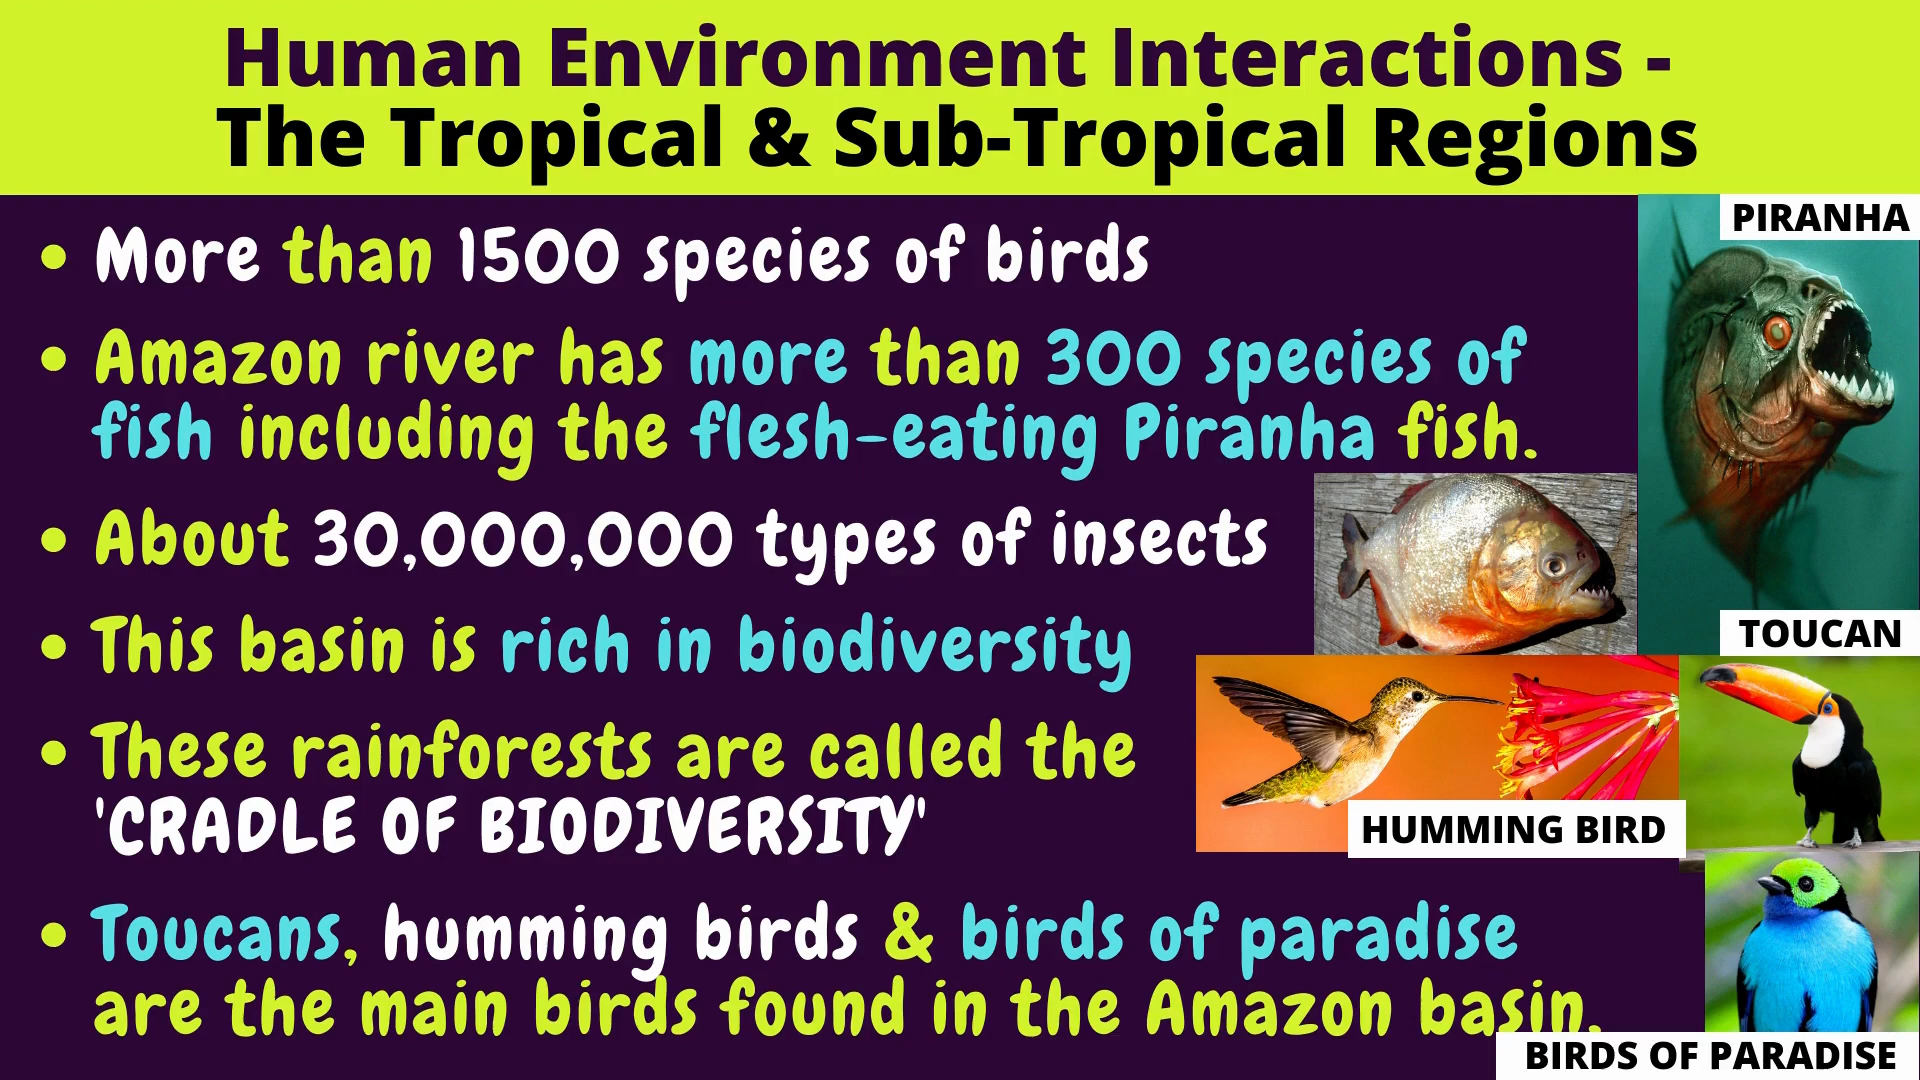 Human Environment Interactions -
The Tropical & Sub-Tropical Regions
PIRANHA
• More than 1500 species of birds
• Amazon river has more than 300 species of
fish including the flesh-eating Piranha fish.
• About 30,000,000 types of insects
• This basin is rich in biodiversity
TOUCAN
• These rainforests are called the
'CRADLE OF BIODIVERSITY'
HUMMING BIRD
• Toucans, humming birds & birds of paradise
are the main birds found in the Amazon basin.
BIRDS OF PARADISE